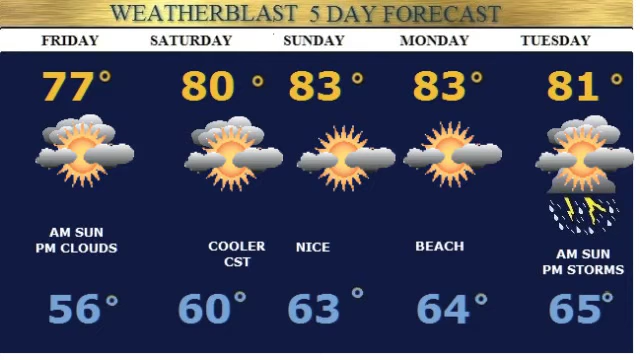 WEATHERBLAST 5 DAY FORECAST
FRIDAY SATURDAY SUNDAY MONDAY TUESDAY
77° 80° 83° 83° 81°
AM SUN
PM CLOUDS
COOLER
CST
NICE
BEACH
AM SUN
PM STORMS
56° 60° 63° 64° 65°